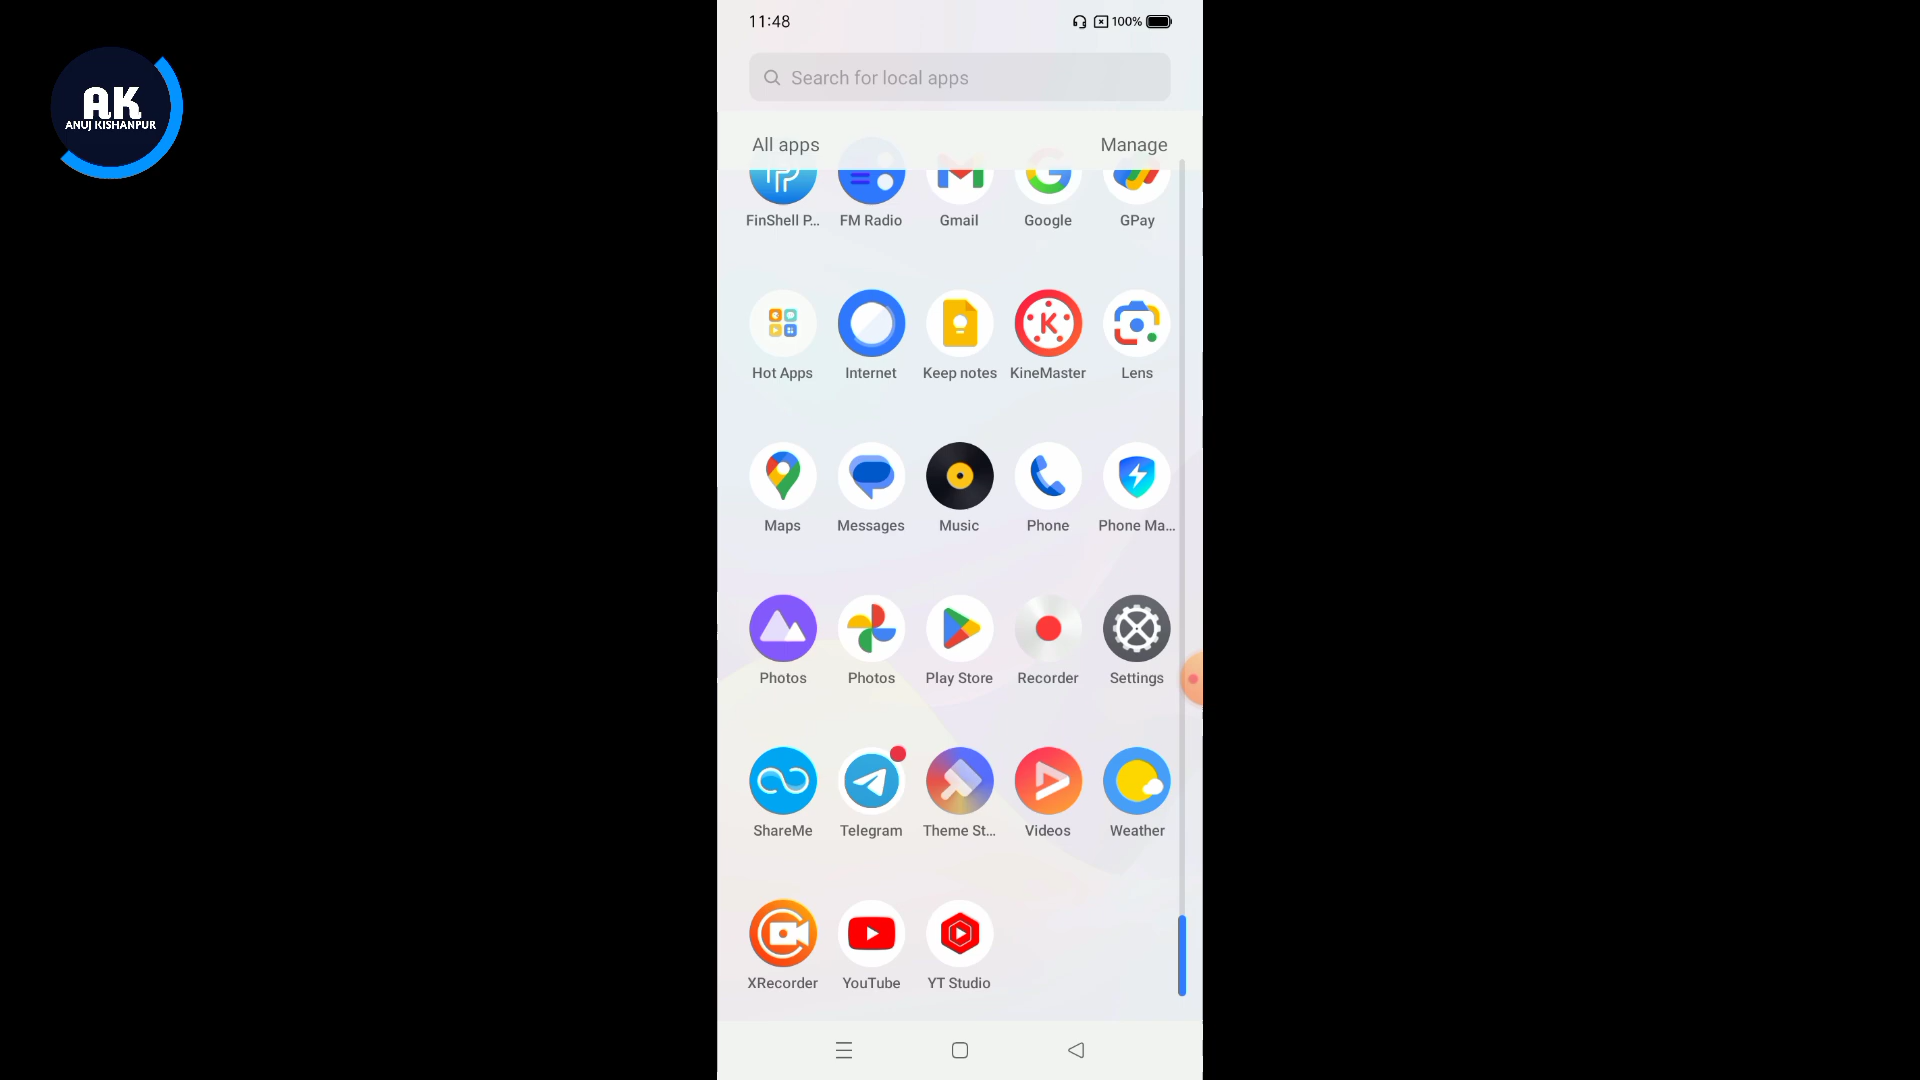 11:48
100%
AK
ANUJ KISHANPUR
Search for local apps
All apps
Manage
FinShell P...
FM Radio
Gmail
Google
GPay
Hot Apps
Internet
Keep notes
KineMaster
Lens
Maps
Messages
Music
Phone
Phone Ma...
Photos
Photos
Play Store
Recorder
Settings
ShareMe
Telegram
Theme St...
Videos
Weather
XRecorder
YouTube
YT Studio